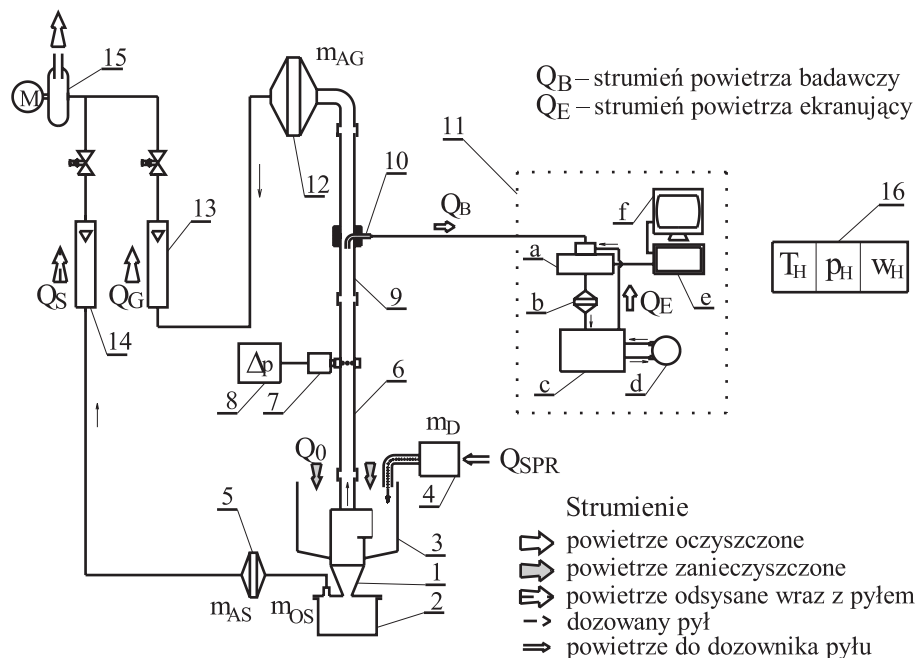 15
M
m_AG
Q_B – strumień powietrza badawczy
Q_E – strumień powietrza ekranujący
11
12
10
13
Q_B
f
16
a
T_H p_H w_H
Q_S
Q_G
b
Q_E
e
9
14
Δp
6
c
d
8
7
m_D
Q_0
Q_SPR
4
5
Strumienie
3
powietrze oczyszczone
1
powietrze zanieczyszczone
m_AS
m_OS
2
powietrze odsysane wraz z pyłem
dozowany pył
powietrze do dozownika pyłu